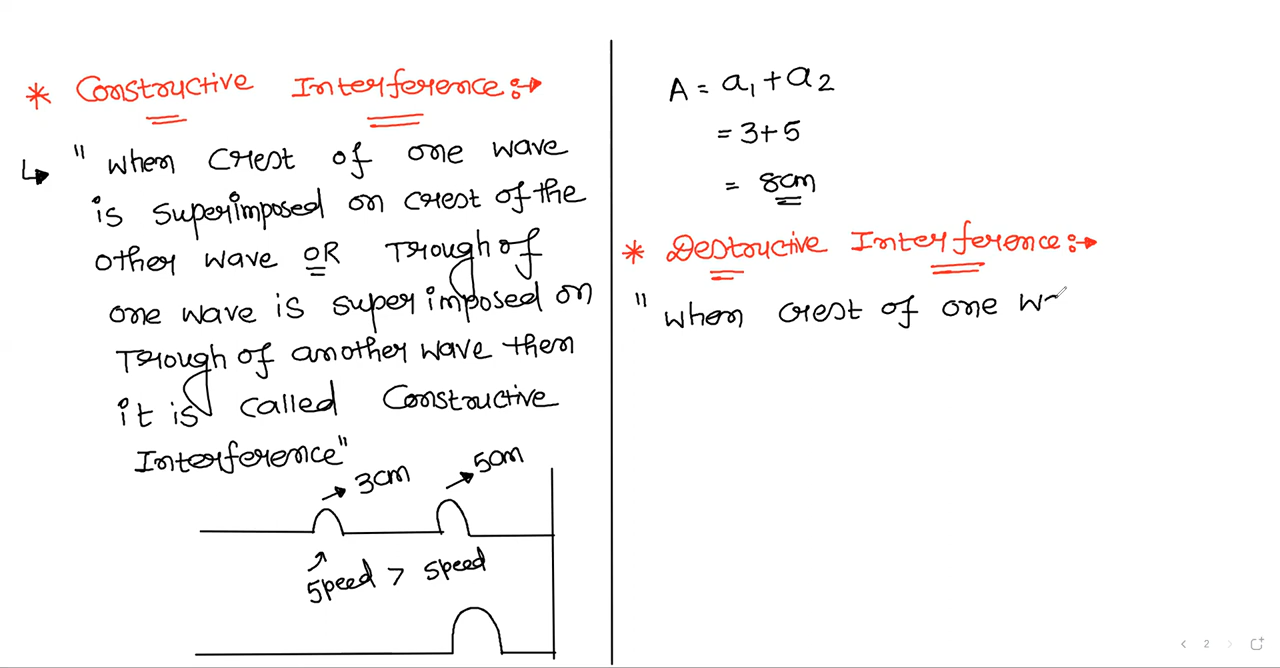 * Constructive Interference:→
↳ " when crest of one wave
is superimposed on crest of the
other wave OR Trough of
one wave is superimposed on
Trough of another wave then
it is called Constructive
Interference"
→ 3cm
→ 5cm
Speed > Speed
A = a₁ + a₂
= 3+5
= 8cm
* Destructive Interference:→
" when crest of one w
2